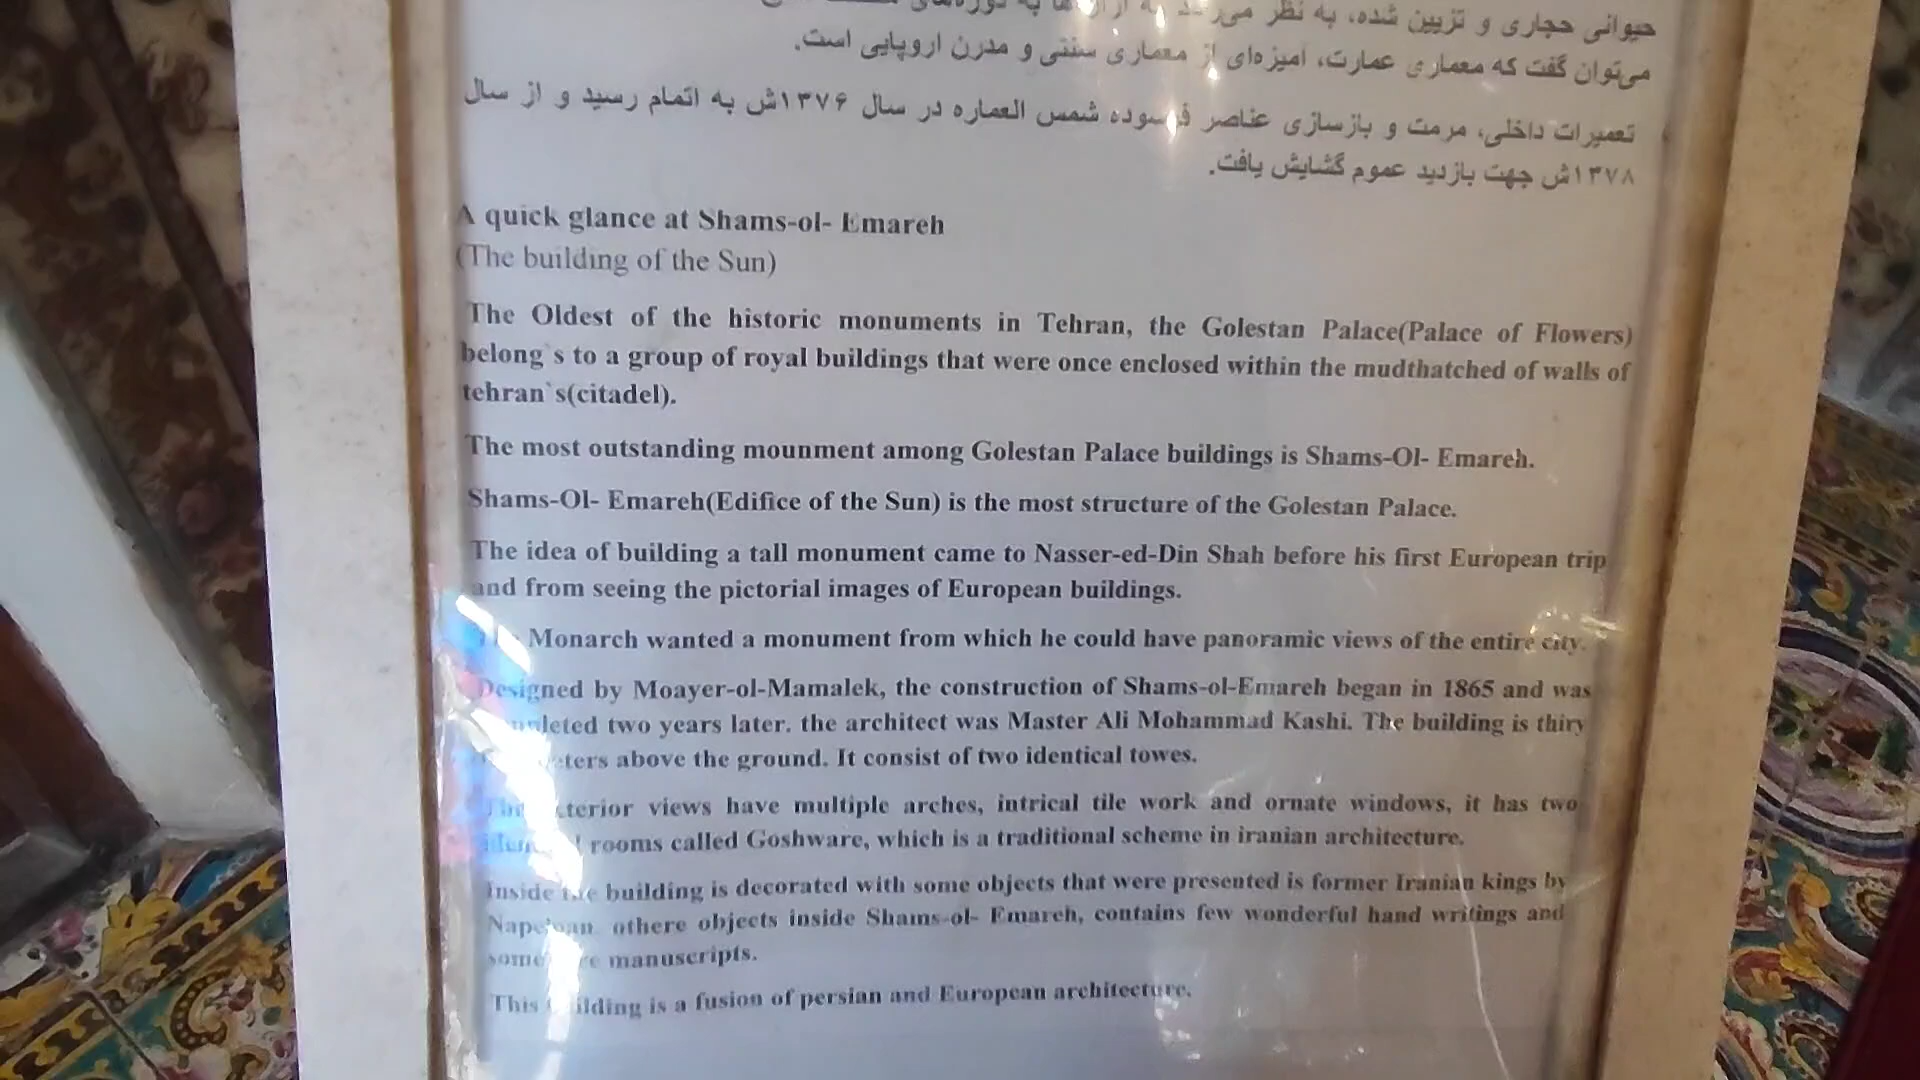 حیوانی حجاری و تزیین شده، به نظر
می‌توان گفت که معماری عمارت، آمیزه‌ای از معماری سنتی و مدرن اروپایی است.
تعمیرات داخلی، مرمت و بازسازی عناصر فرسوده شمس العماره در سال ۱۳۷۶ش به اتمام رسید و از سال
۱۳۷۸ش جهت بازدید عموم گشایش یافت.
A quick glance at Shams-ol- Emareh
(The building of the Sun)
The Oldest of the historic monuments in Tehran, the Golestan Palace(Palace of Flowers)
belong`s to a group of royal buildings that were once enclosed within the mudthatched of walls of
tehran`s(citadel).
The most outstanding mounment among Golestan Palace buildings is Shams-Ol- Emareh.
Shams-Ol- Emareh(Edifice of the Sun) is the most structure of the Golestan Palace.
The idea of building a tall monument came to Nasser-ed-Din Shah before his first European trip
and from seeing the pictorial images of European buildings.
Monarch wanted a monument from which he could have panoramic views of the entire city.
Designed by Moayer-ol-Mamalek, the construction of Shams-ol-Emareh began in 1865 and was
completed two years later. the architect was Master Ali Mohammad Kashi. The building is thiry
above the ground. It consist of two identical towes.
The exterior views have multiple arches, intrical tile work and ornate windows, it has two
rooms called Goshware, which is a traditional scheme in iranian architecture.
inside the building is decorated with some objects that were presented is former Iranian kings by
othere objects inside Shams-ol- Emareh, contains few wonderful hand writings and
some manuscripts.
This building is a fusion of persian and European architecture.